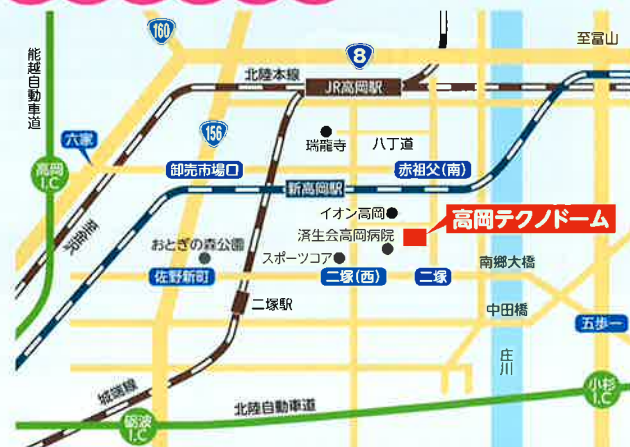 160
至富山
8
能越自動車道
北陸本線
JR高岡駅
156
六家
瑞龍寺
八丁道
高岡
I.C
卸売市場口
赤祖父(南)
新高岡駅
イオン高岡
高岡テクノドーム
至金沢
おとぎの森公園
済生会高岡病院
スポーツコア
佐野新町
二塚(西)
二塚
南郷大橋
二塚駅
中田橋
五歩一
庄川
城端線
北陸自動車道
小杉
I.C
砺波
I.C